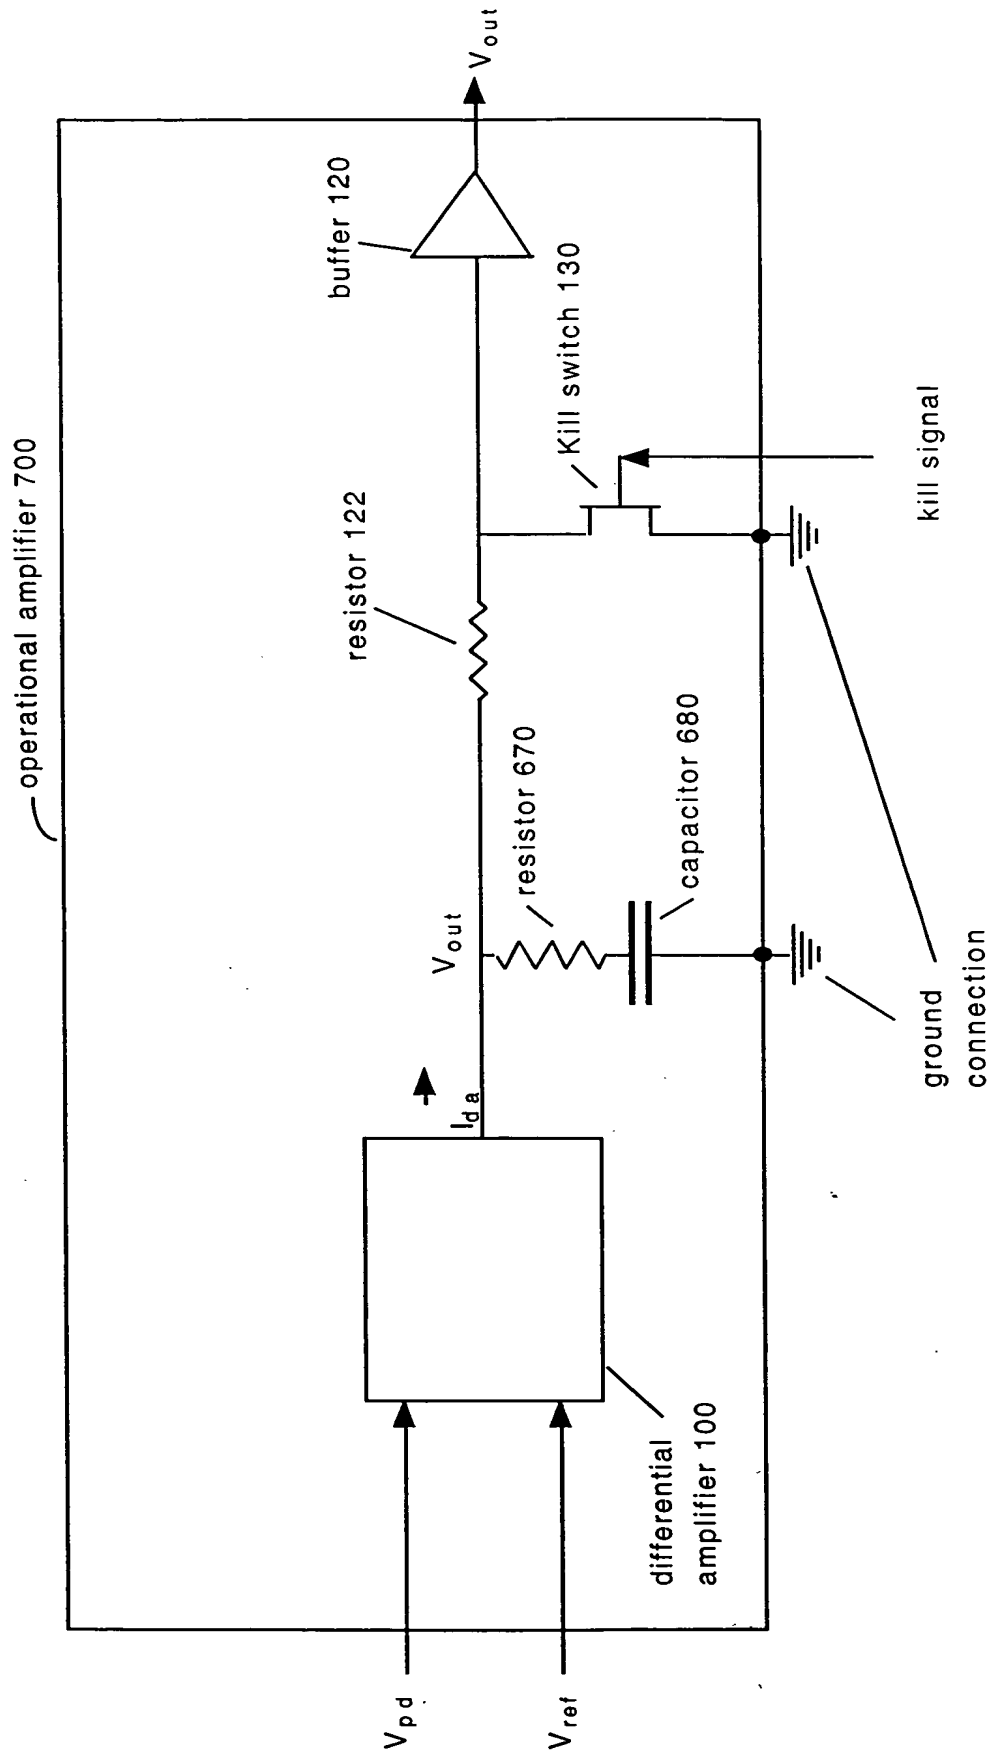 operational amplifier 700
V_pd
V_ref
differential
amplifier 100
I_da
V_out
resistor 670
capacitor 680
resistor 122
Kill switch 130
buffer 120
V_out
kill signal
ground
connection